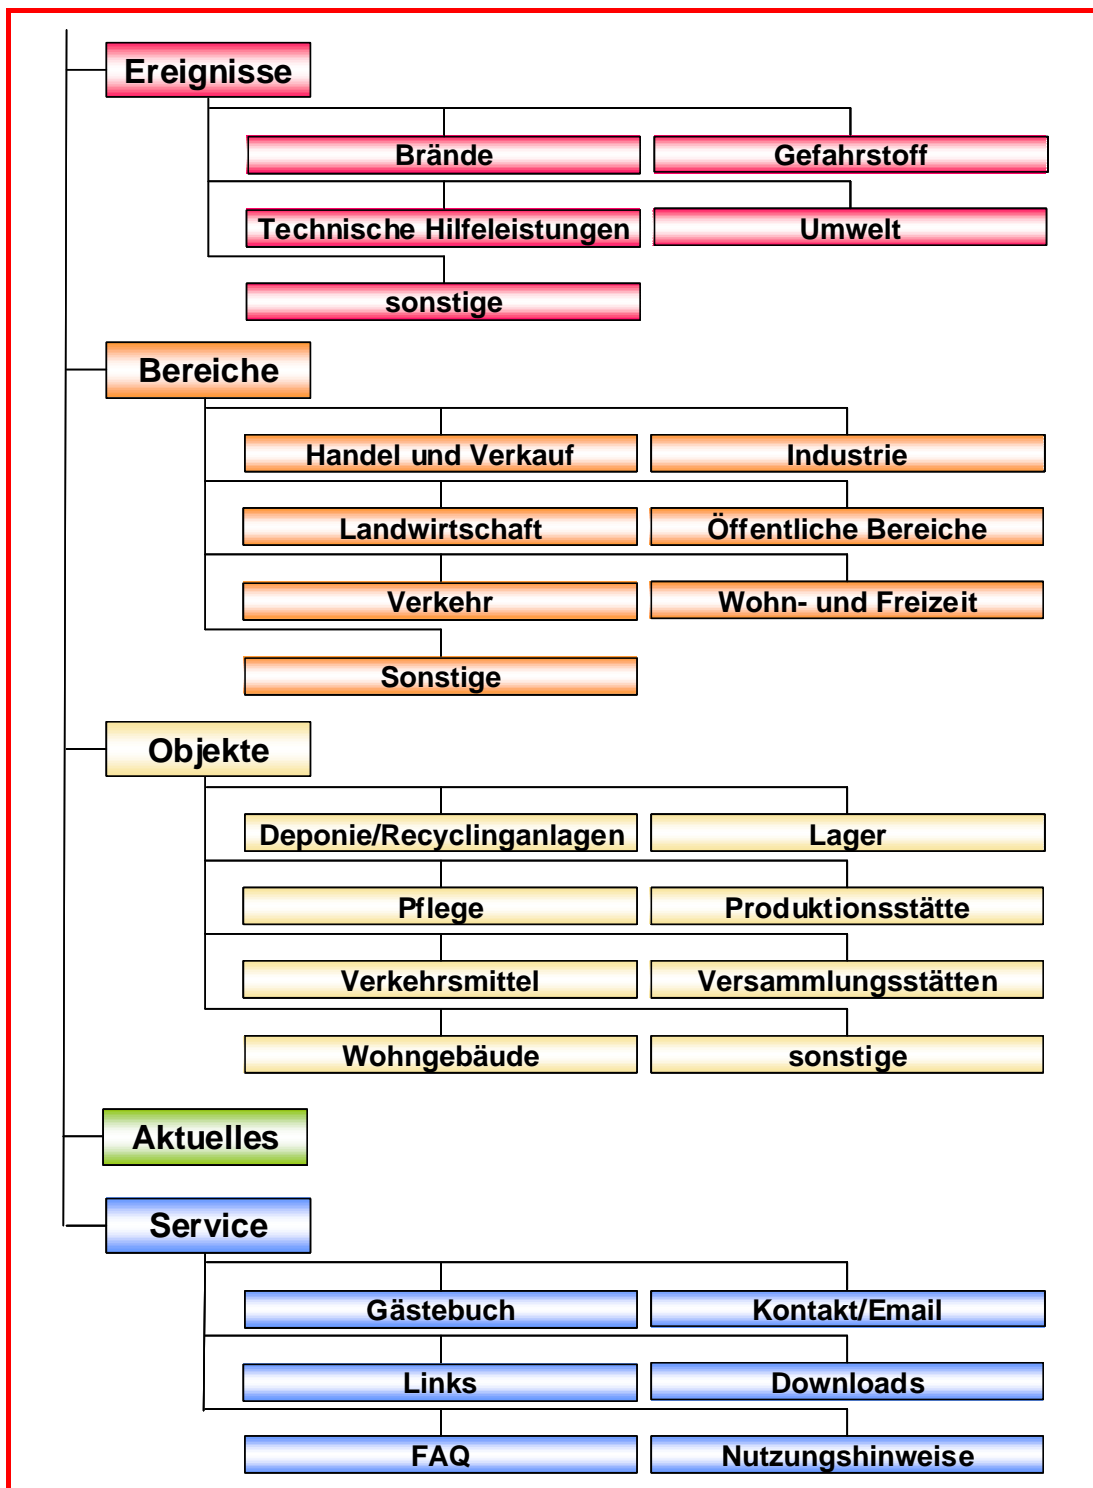 Ereignisse
Brände
Gefahrstoff
Technische Hilfeleistungen
Umwelt
sonstige
Bereiche
Handel und Verkauf
Industrie
Landwirtschaft
Öffentliche Bereiche
Verkehr
Wohn- und Freizeit
Sonstige
Objekte
Deponie/Recyclinganlagen
Lager
Pflege
Produktionsstätte
Verkehrsmittel
Versammlungsstätten
Wohngebäude
sonstige
Aktuelles
Service
Gästebuch
Kontakt/Email
Links
Downloads
FAQ
Nutzungshinweise